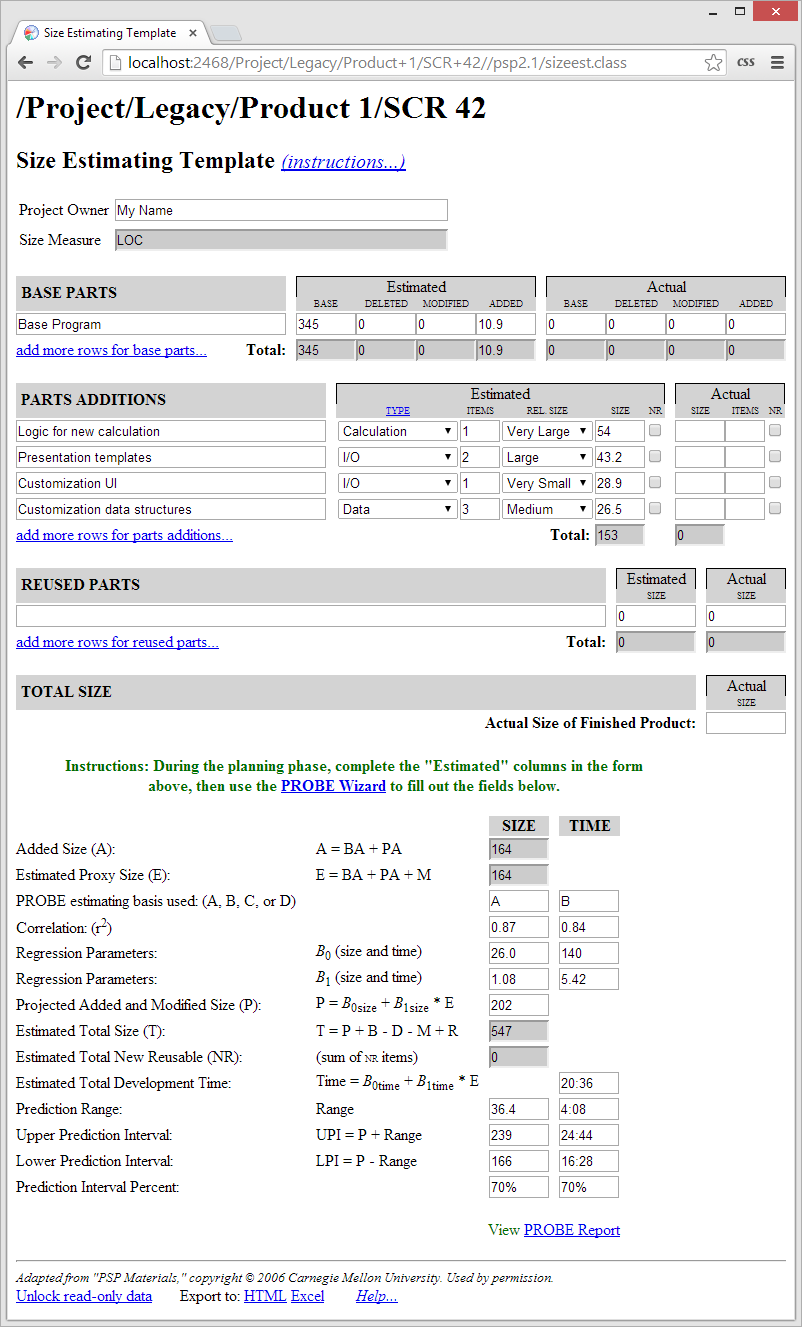 Size Estimating Template
localhost:2468/Project/Legacy/Product+1/SCR+42//psp2.1/sizeest.class CSS
/Project/Legacy/Product 1/SCR 42
Size Estimating Template (instructions...)
Project Owner My Name
Size Measure LOC
BASE PARTS Estimated Actual
BASE DELETED MODIFIED ADDED BASE DELETED MODIFIED ADDED
Base Program 345 0 0 10.9 0 0 0 0
add more rows for base parts... Total: 345 0 0 10.9 0 0 0 0
PARTS ADDITIONS Estimated Actual
TYPE ITEMS REL. SIZE SIZE NR SIZE ITEMS NR
Logic for new calculation Calculation 1 Very Large 54
Presentation templates I/O 2 Large 43.2
Customization UI I/O 1 Very Small 28.9
Customization data structures Data 3 Medium 26.5
add more rows for parts additions... Total: 153 0
REUSED PARTS Estimated Actual
SIZE SIZE
0 0
add more rows for reused parts... Total: 0 0
TOTAL SIZE Actual
SIZE
Actual Size of Finished Product:
Instructions: During the planning phase, complete the "Estimated" columns in the form
above, then use the PROBE Wizard to fill out the fields below.
SIZE TIME
Added Size (A): A = BA + PA 164
Estimated Proxy Size (E): E = BA + PA + M 164
PROBE estimating basis used: (A, B, C, or D) A B
Correlation: (r2) 0.87 0.84
Regression Parameters: B0 (size and time) 26.0 140
Regression Parameters: B1 (size and time) 1.08 5.42
Projected Added and Modified Size (P): P = B0size + B1size * E 202
Estimated Total Size (T): T = P + B - D - M + R 547
Estimated Total New Reusable (NR): (sum of NR items) 0
Estimated Total Development Time: Time = B0time + B1time * E 20:36
Prediction Range: Range 36.4 4:08
Upper Prediction Interval: UPI = P + Range 239 24:44
Lower Prediction Interval: LPI = P - Range 166 16:28
Prediction Interval Percent: 70% 70%
View PROBE Report
Adapted from "PSP Materials," copyright © 2006 Carnegie Mellon University. Used by permission.
Unlock read-only data Export to: HTML Excel Help...